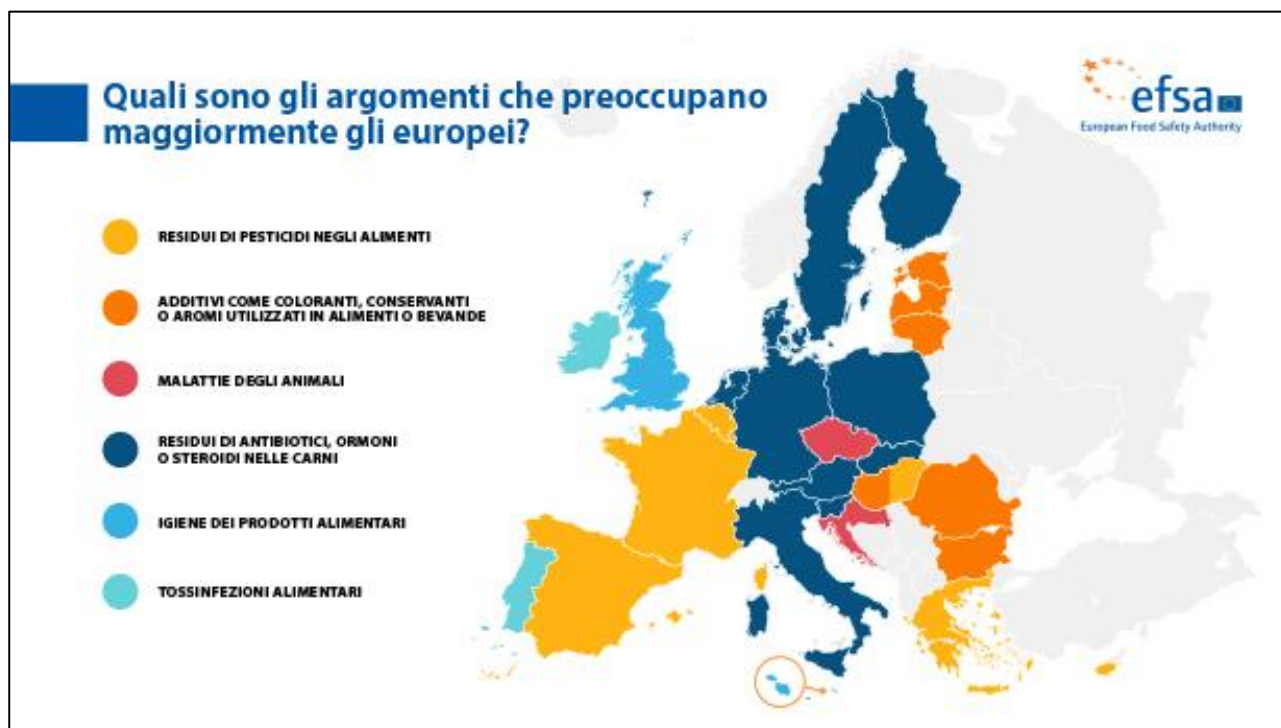 Quali sono gli argomenti che preoccupano
maggiormente gli europei?
efsa
European Food Safety Authority
RESIDUI DI PESTICIDI NEGLI ALIMENTI
ADDITIVI COME COLORANTI, CONSERVANTI
O AROMI UTILIZZATI IN ALIMENTI O BEVANDE
MALATTIE DEGLI ANIMALI
RESIDUI DI ANTIBIOTICI, ORMONI
O STEROIDI NELLE CARNI
IGIENE DEI PRODOTTI ALIMENTARI
TOSSINFEZIONI ALIMENTARI